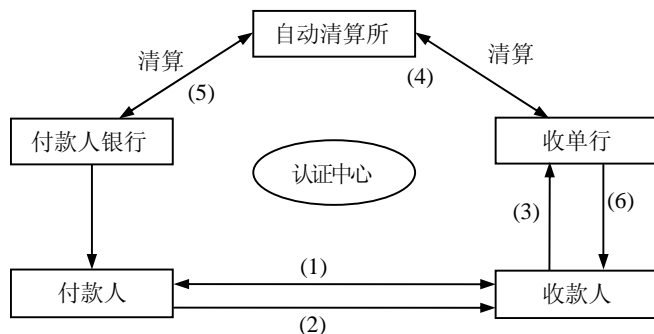 自动清算所
清算
清算
(5)
(4)
付款人银行
收单行
认证中心
(3)
(6)
(1)
付款人
收款人
(2)